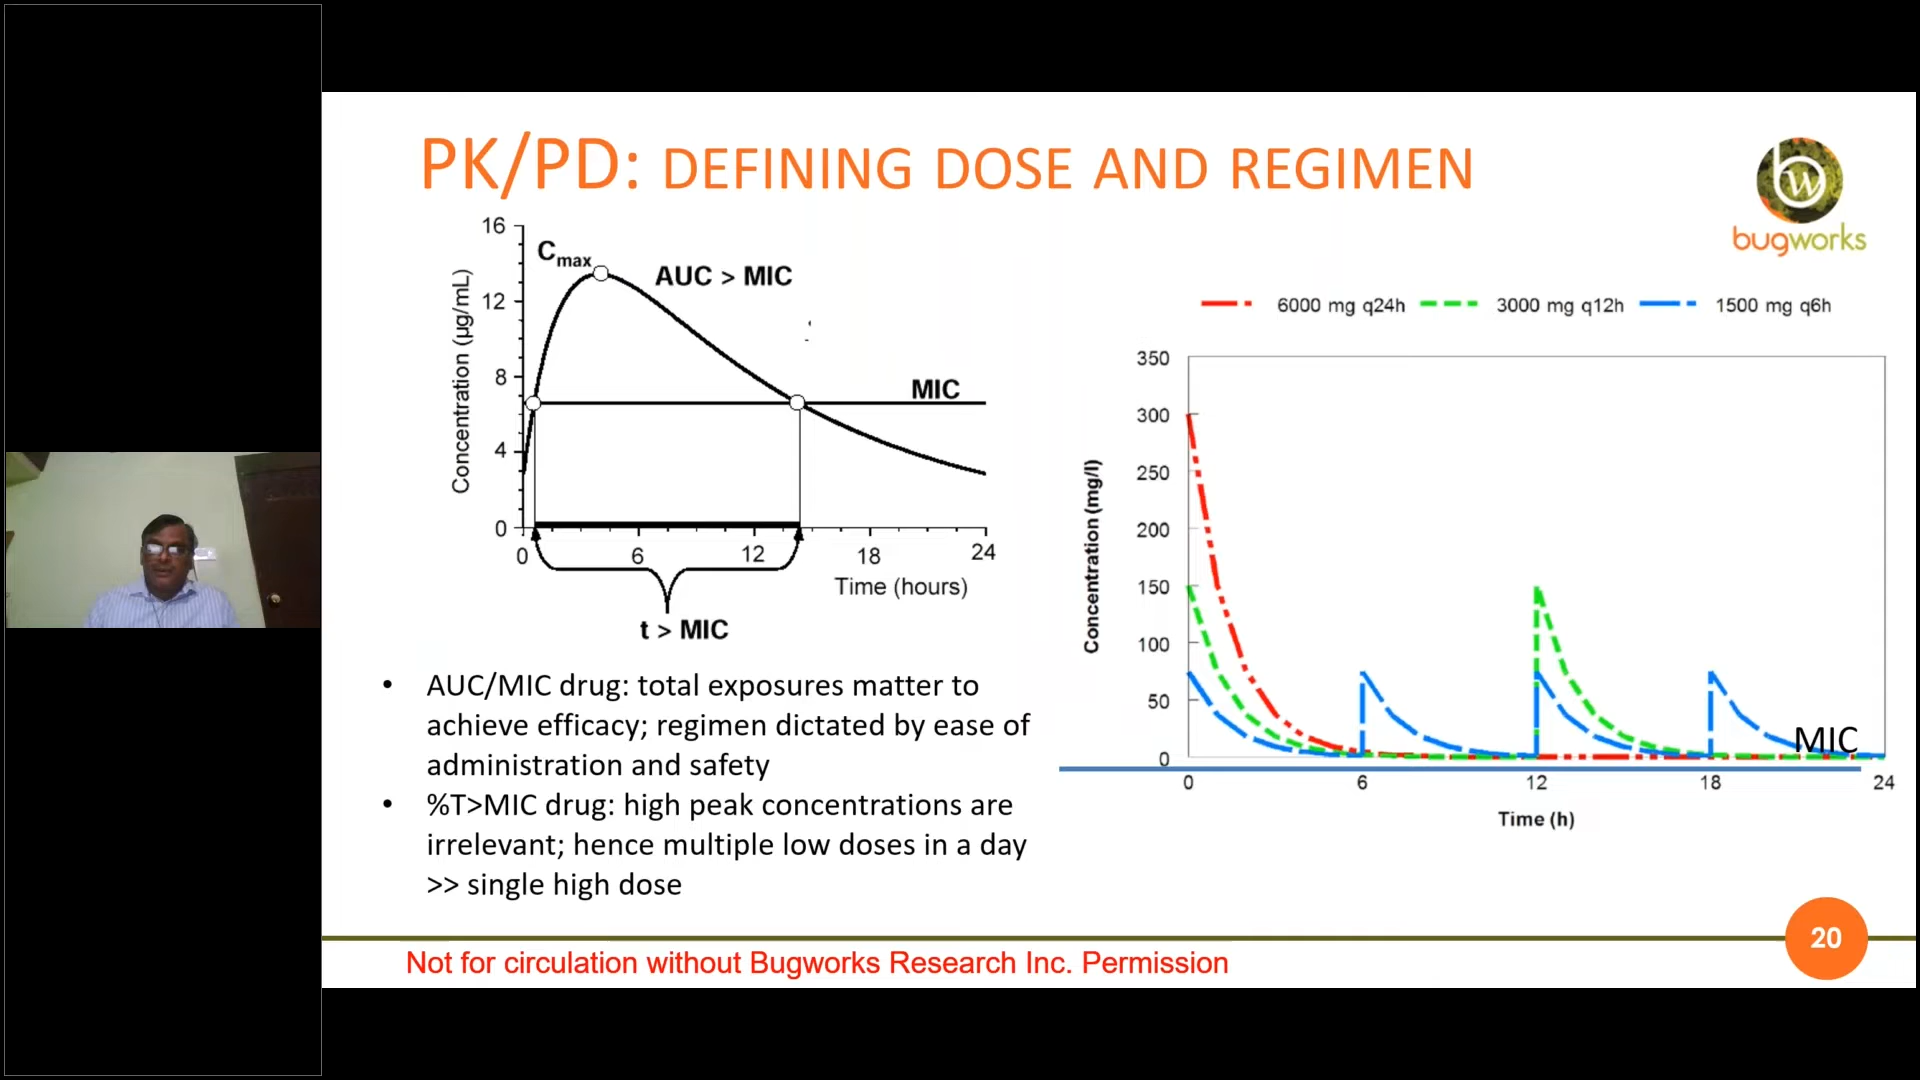 PK/PD: DEFINING DOSE AND REGIMEN
bw
bugworks
16
12
8
4
0
Concentration (µg/mL)
Cmax
AUC > MIC
MIC
0 6 12 18 24
Time (hours)
t > MIC
6000 mg q24h 3000 mg q12h 1500 mg q6h
350
300
250
200
150
100
50
0
Concentration (mg/l)
MIC
0 6 12 18 24
Time (h)
• AUC/MIC drug: total exposures matter to
achieve efficacy; regimen dictated by ease of
administration and safety
• %T>MIC drug: high peak concentrations are
irrelevant; hence multiple low doses in a day
>> single high dose
20
Not for circulation without Bugworks Research Inc. Permission